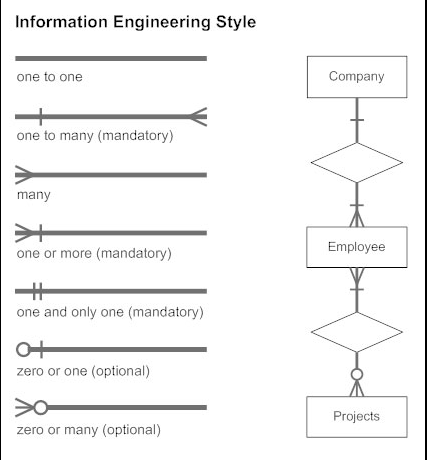 Information Engineering Style
one to one
one to many (mandatory)
many
one or more (mandatory)
one and only one (mandatory)
zero or one (optional)
zero or many (optional)
Company
Employee
Projects